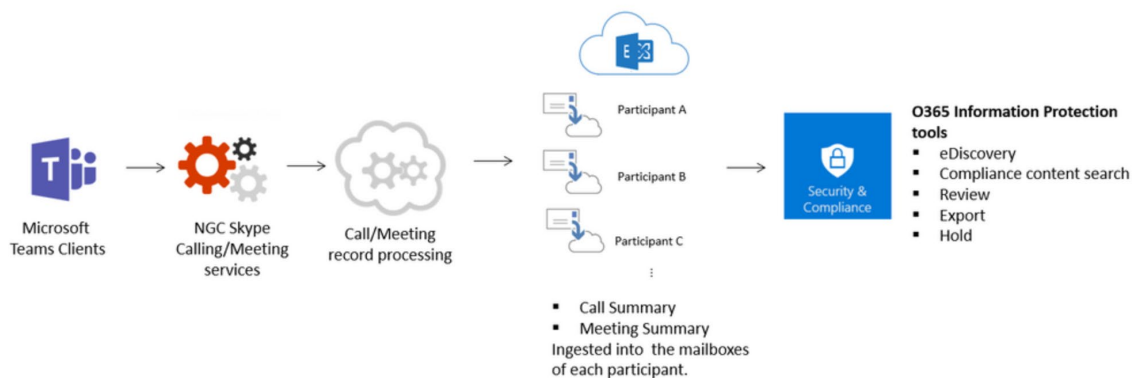 T
Microsoft
Teams Clients
NGC Skype
Calling/Meeting
services
Call/Meeting
record processing
E
Participant A
Participant B
Participant C
⋮
▪ Call Summary
▪ Meeting Summary
Ingested into the mailboxes
of each participant.
Security &
Compliance
O365 Information Protection
tools
▪ eDiscovery
▪ Compliance content search
▪ Review
▪ Export
▪ Hold